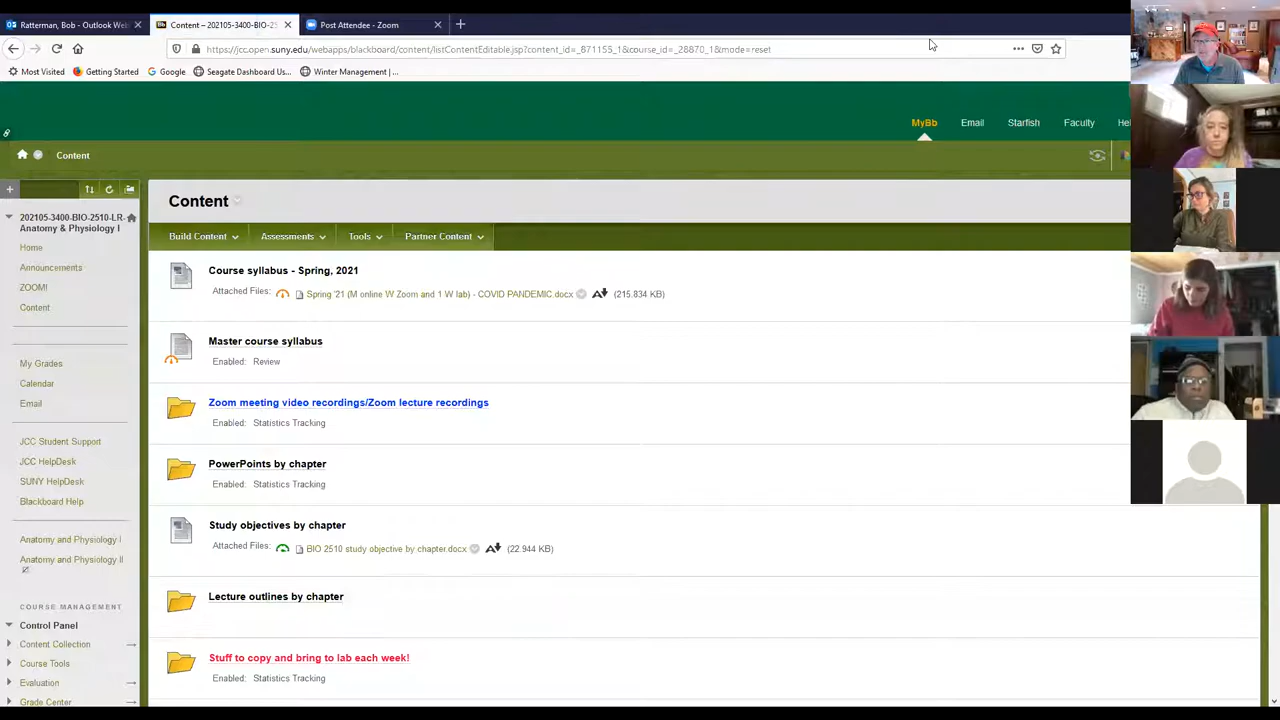 Ratterman, Bob - Outlook Web
Content – 202105-3400-BIO-25
Post Attendee - Zoom
https://jcc.open.suny.edu/webapps/blackboard/content/listContentEditable.jsp?content_id=_871155_1&course_id=_28870_1&mode=reset
Most Visited
Getting Started
Google
Seagate Dashboard Us...
Winter Management | ...
MyBb
Email
Starfish
Faculty
Hel
Content
202105-3400-BIO-2510-LR-
Anatomy & Physiology I
Home
Announcements
ZOOM!
Content
My Grades
Calendar
Email
JCC Student Support
JCC HelpDesk
SUNY HelpDesk
Blackboard Help
Anatomy and Physiology I
Anatomy and Physiology II
COURSE MANAGEMENT
Control Panel
Content Collection
Course Tools
Evaluation
Grade Center
Content
Build Content
Assessments
Tools
Partner Content
Course syllabus - Spring, 2021
Attached Files:
Spring '21 (M online W Zoom and 1 W lab) - COVID PANDEMIC.docx
(215.834 KB)
Master course syllabus
Enabled: Review
Zoom meeting video recordings/Zoom lecture recordings
Enabled: Statistics Tracking
PowerPoints by chapter
Enabled: Statistics Tracking
Study objectives by chapter
Attached Files:
BIO 2510 study objective by chapter.docx
(22.944 KB)
Lecture outlines by chapter
Stuff to copy and bring to lab each week!
Enabled: Statistics Tracking